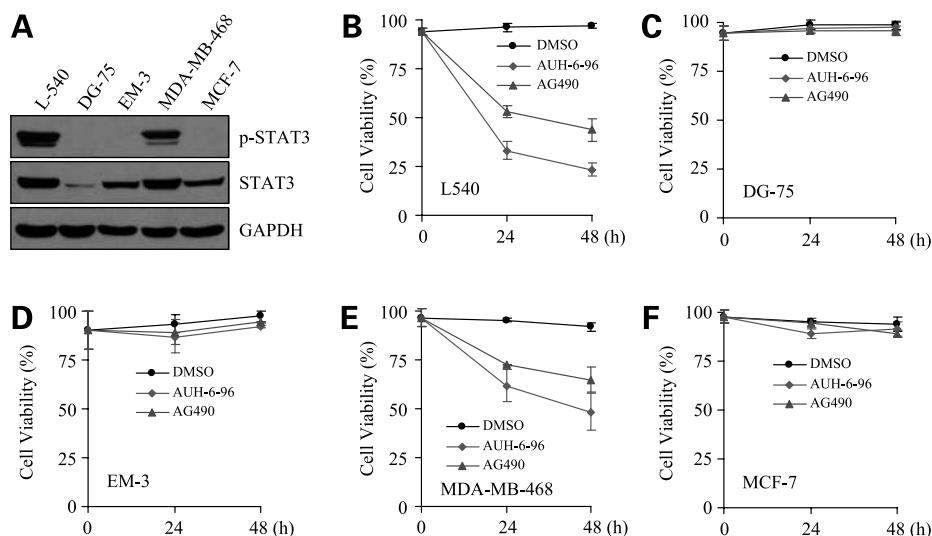 A
L-540
DG-75
EM-3
MDA-MB-468
MCF-7
p-STAT3
STAT3
GAPDH
B
Cell Viability (%)
100
75
50
25
0
DMSO
AUH-6-96
AG490
L540
0 24 48 (h)
C
Cell Viability (%)
100
75
50
25
0
DMSO
AUH-6-96
AG490
DG-75
0 24 48 (h)
D
Cell Viability (%)
100
75
50
25
0
DMSO
AUH-6-96
AG490
EM-3
0 24 48 (h)
E
Cell Viability (%)
100
75
50
25
0
DMSO
AUH-6-96
AG490
MDA-MB-468
0 24 48 (h)
F
Cell Viability (%)
100
75
50
25
0
DMSO
AUH-6-96
AG490
MCF-7
0 24 48 (h)